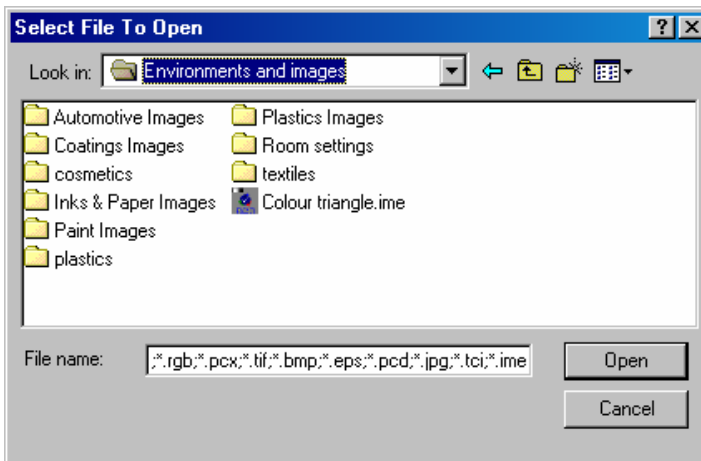 Select File To Open
Look in: Environments and images
Automotive Images
Coatings Images
cosmetics
Inks & Paper Images
Paint Images
plastics
Plastics Images
Room settings
textiles
Colour triangle.ime
File name: ;*.rgb;*.pcx;*.tif;*.bmp;*.eps;*.pcd;*.jpg;*.tci;*.ime
Open
Cancel